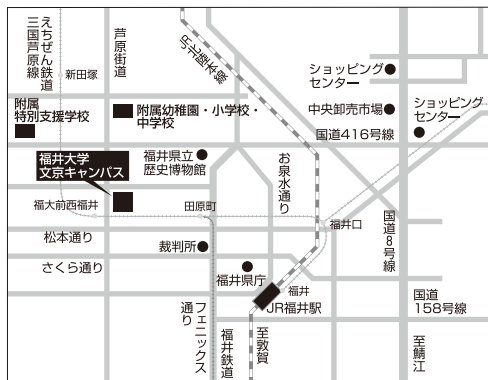 えちぜん鉄道
三国芦原線
芦原街道
JR北陸本線
新田塚
ショッピング
センター
附属
特別支援学校
附属幼稚園・小学校・
中学校
中央卸売市場
ショッピング
センター
国道416号線
福井大学
文京キャンパス
福井県立
歴史博物館
お泉水通り
福大前西福井
田原町
福井口
国道8号線
松本通り
裁判所
さくら通り
福井県庁
福井
JR福井駅
国道
158号線
フェニックス
通り
福井鉄道
至敦賀
至鯖江